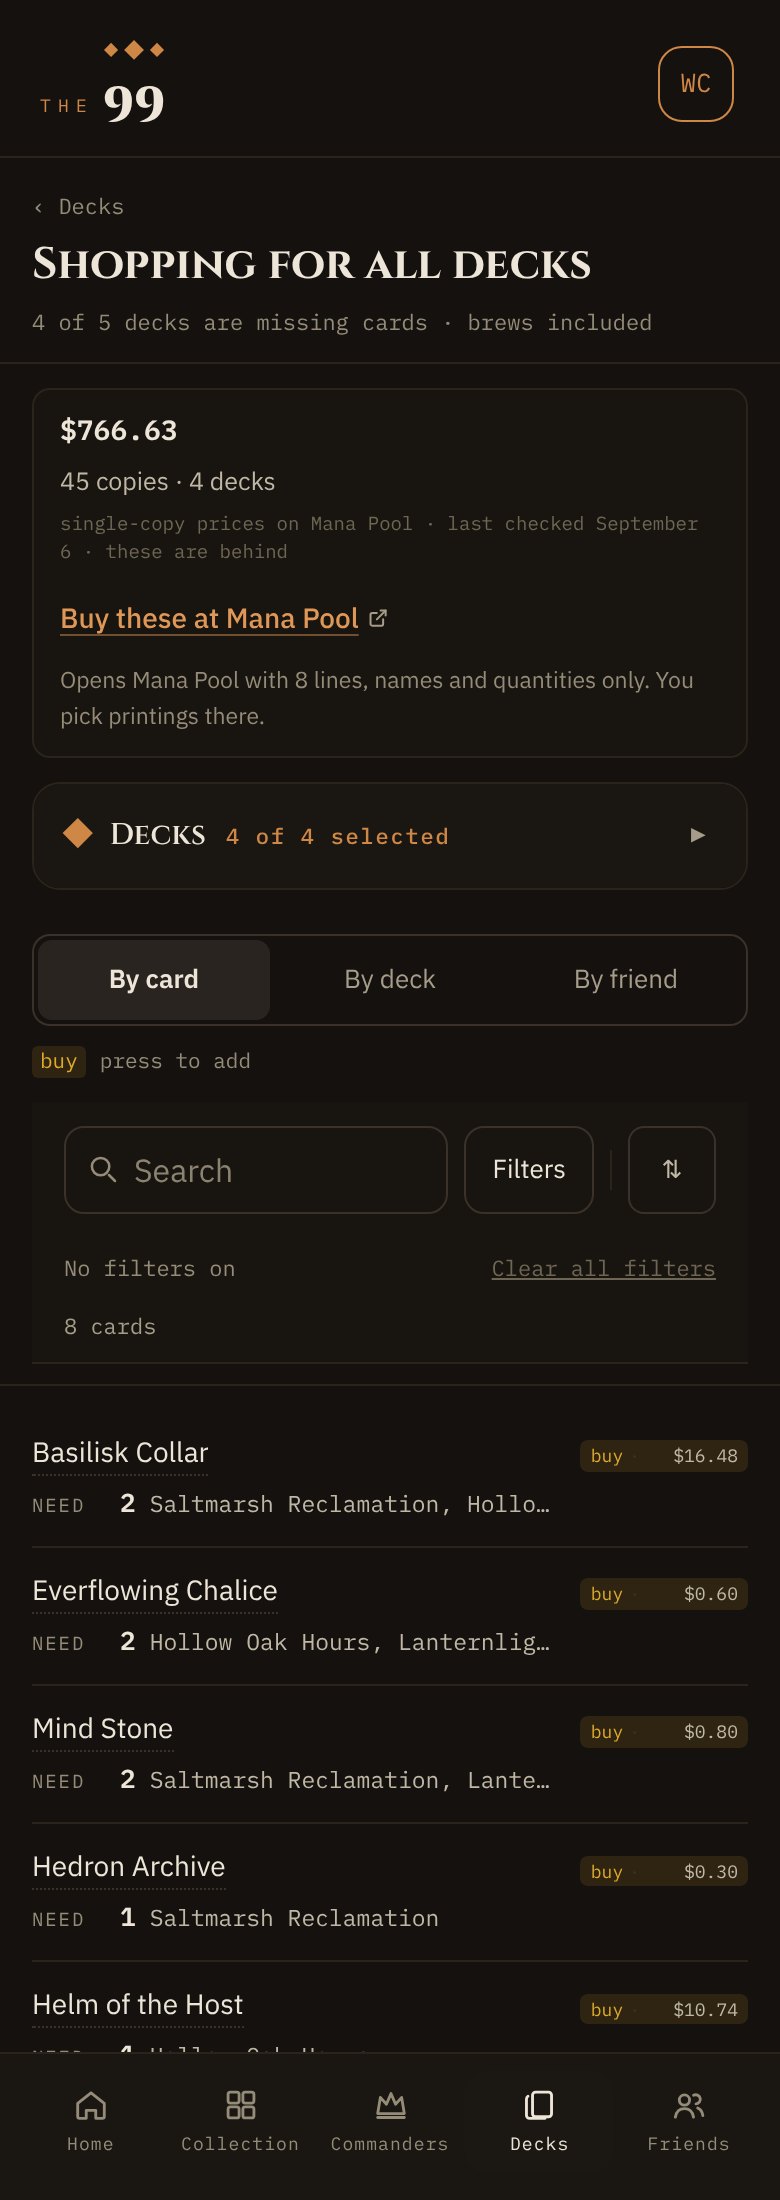 THE 99
WC
‹ Decks
Shopping for all decks
4 of 5 decks are missing cards · brews included
$766.63
45 copies · 4 decks
single-copy prices on Mana Pool · last checked September
6 · these are behind
Buy these at Mana Pool
Opens Mana Pool with 8 lines, names and quantities only. You
pick printings there.
Decks 4 of 4 selected
By card By deck By friend
buy press to add
Search Filters
No filters on Clear all filters
8 cards
Basilisk Collar buy · $16.48
NEED 2 Saltmarsh Reclamation, Hollo…
Everflowing Chalice buy · $0.60
NEED 2 Hollow Oak Hours, Lanternlig…
Mind Stone buy · $0.80
NEED 2 Saltmarsh Reclamation, Lante…
Hedron Archive buy · $0.30
NEED 1 Saltmarsh Reclamation
Helm of the Host buy · $10.74
Home Collection Commanders Decks Friends